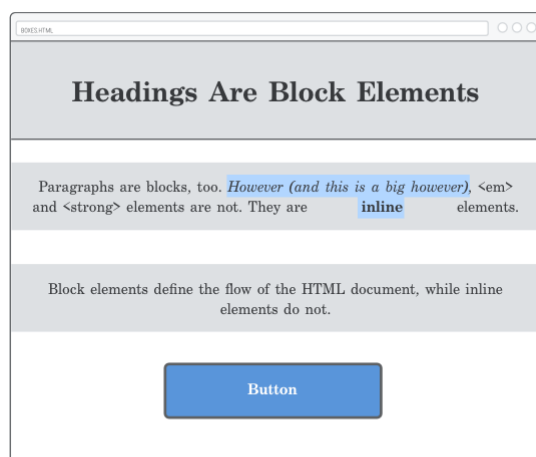 BOXES.HTML
Headings Are Block Elements
Paragraphs are blocks, too. However (and this is a big however), <em>
and <strong> elements are not. They are inline elements.
Block elements define the flow of the HTML document, while inline
elements do not.
Button